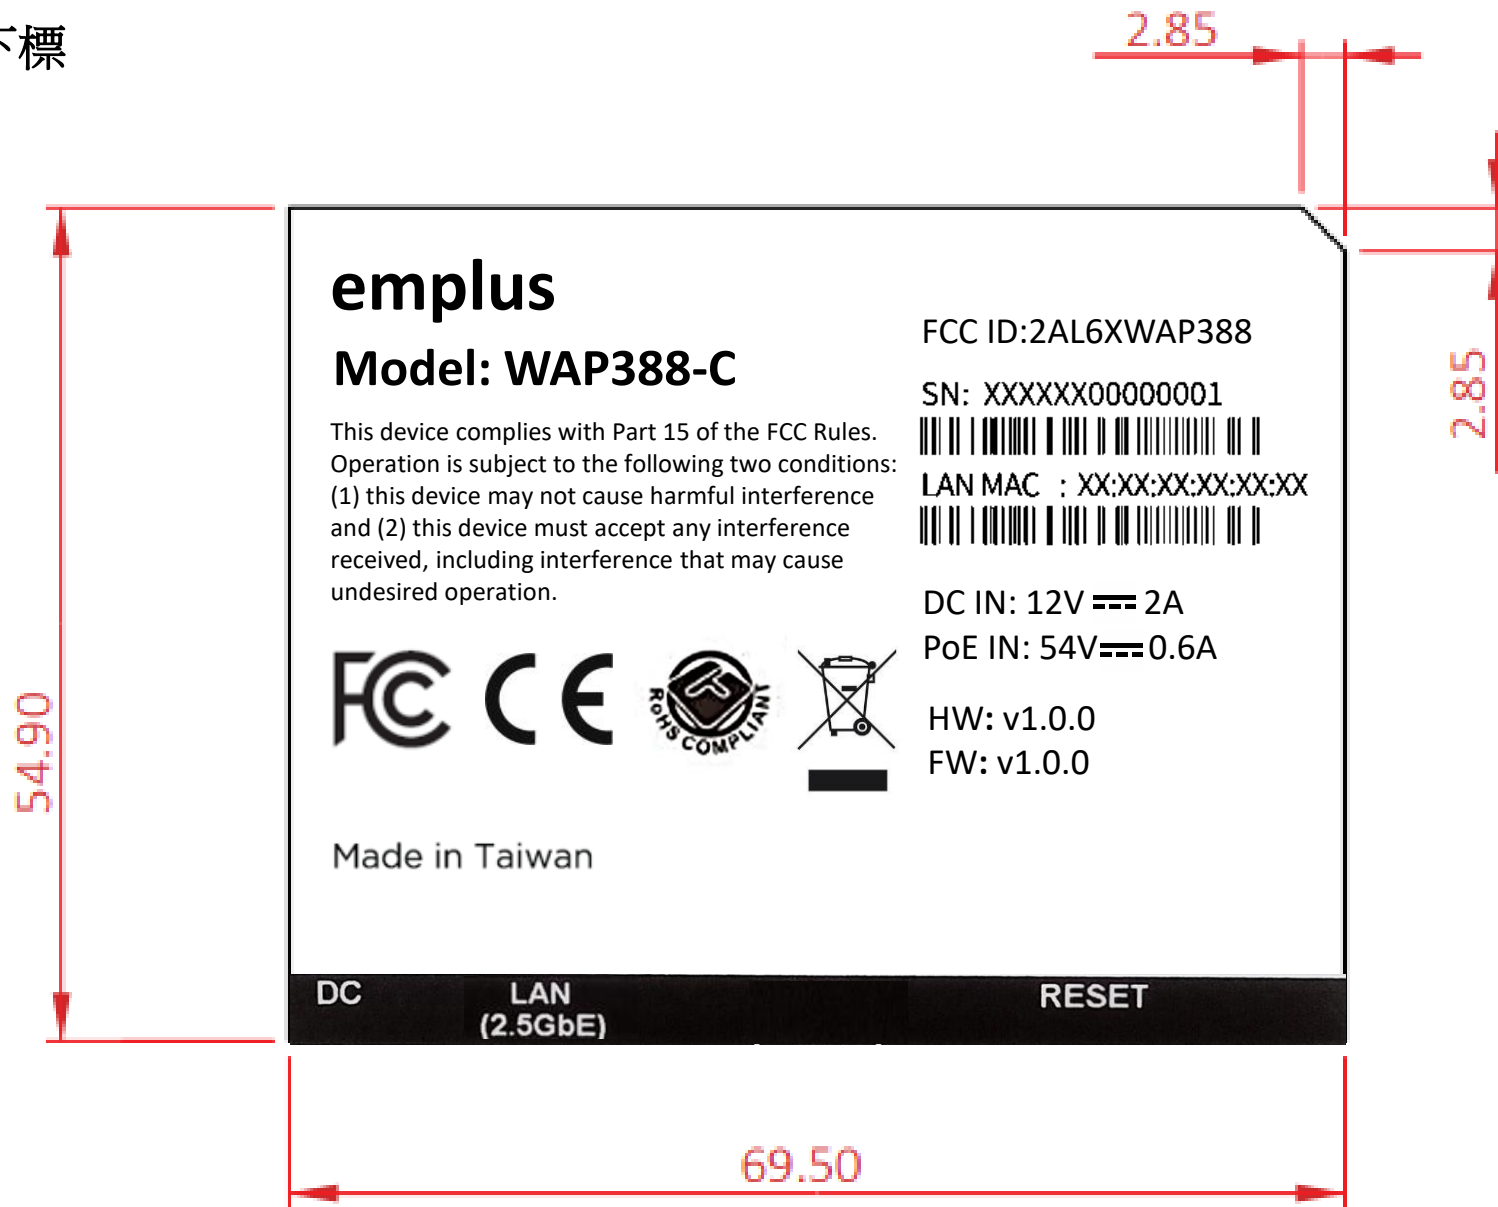 下標
2.85
2.85
54.90
69.50
emplus
Model: WAP388-C
This device complies with Part 15 of the FCC Rules.
Operation is subject to the following two conditions:
(1) this device may not cause harmful interference
and (2) this device must accept any interference
received, including interference that may cause
undesired operation.
FC CE RoHS COMPLIANT
Made in Taiwan
FCC ID:2AL6XWAP388
SN: XXXXXX00000001
LAN MAC : XX:XX:XX:XX:XX:XX
DC IN: 12V 2A
PoE IN: 54V 0.6A
HW: v1.0.0
FW: v1.0.0
DC
LAN
(2.5GbE)
RESET